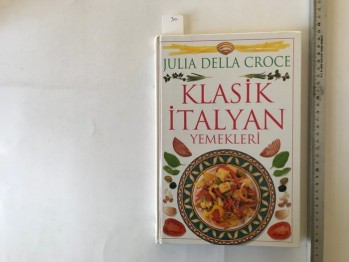 JULIA DELLA CROCE
KLASİK
İTALYAN
YEMEKLERİ